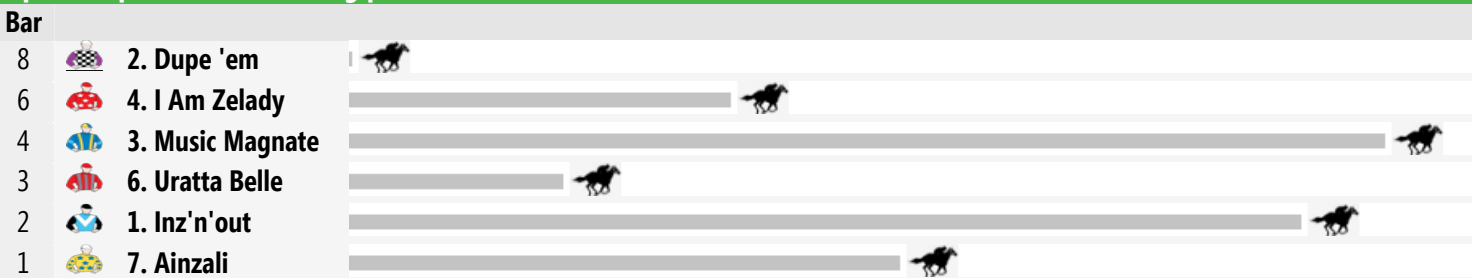 Bar
8 2. Dupe 'em
6 4. I Am Zelady
4 3. Music Magnate
3 6. Uratta Belle
2 1. Inz'n'out
1 7. Ainzali